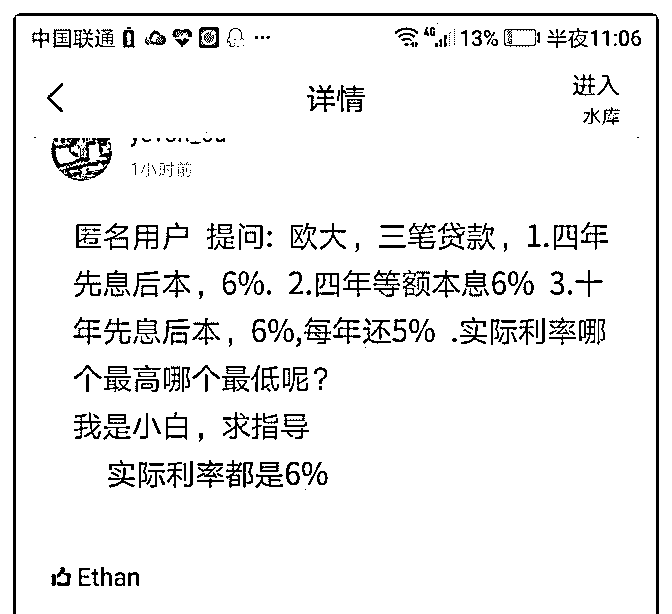 中国联通 ... 4G 13% 半夜11:06
详情
进入
水库
1小时前
匿名用户 提问: 欧大，三笔贷款，1.四年
先息后本，6%. 2.四年等额本息6% 3.十
年先息后本，6%,每年还5% .实际利率哪
个最高哪个最低呢？
我是小白，求指导
实际利率都是6%
Ethan